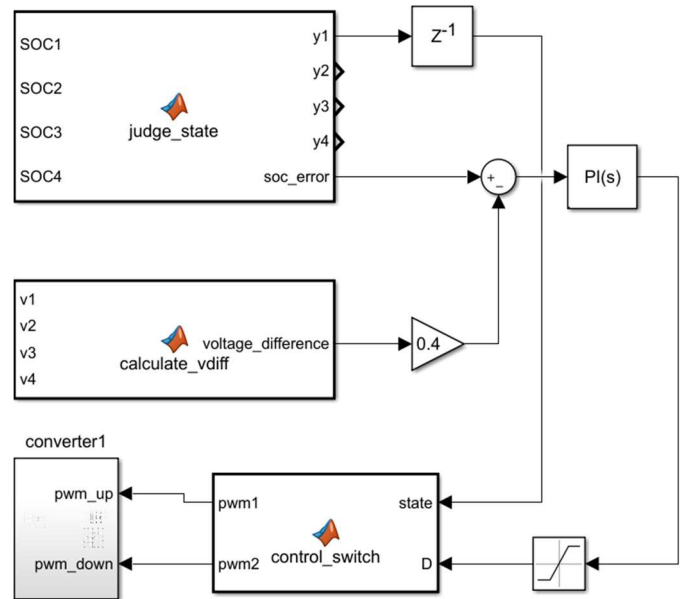 SOC1
SOC2
SOC3
SOC4
judge_state
y1
y2
y3
y4
soc_error
Z-1
+
−
PI(s)
v1
v2
v3
v4
calculate_vdiff
voltage_difference
0.4
converter1
pwm_up
pwm_down
pwm1
pwm2
control_switch
state
D